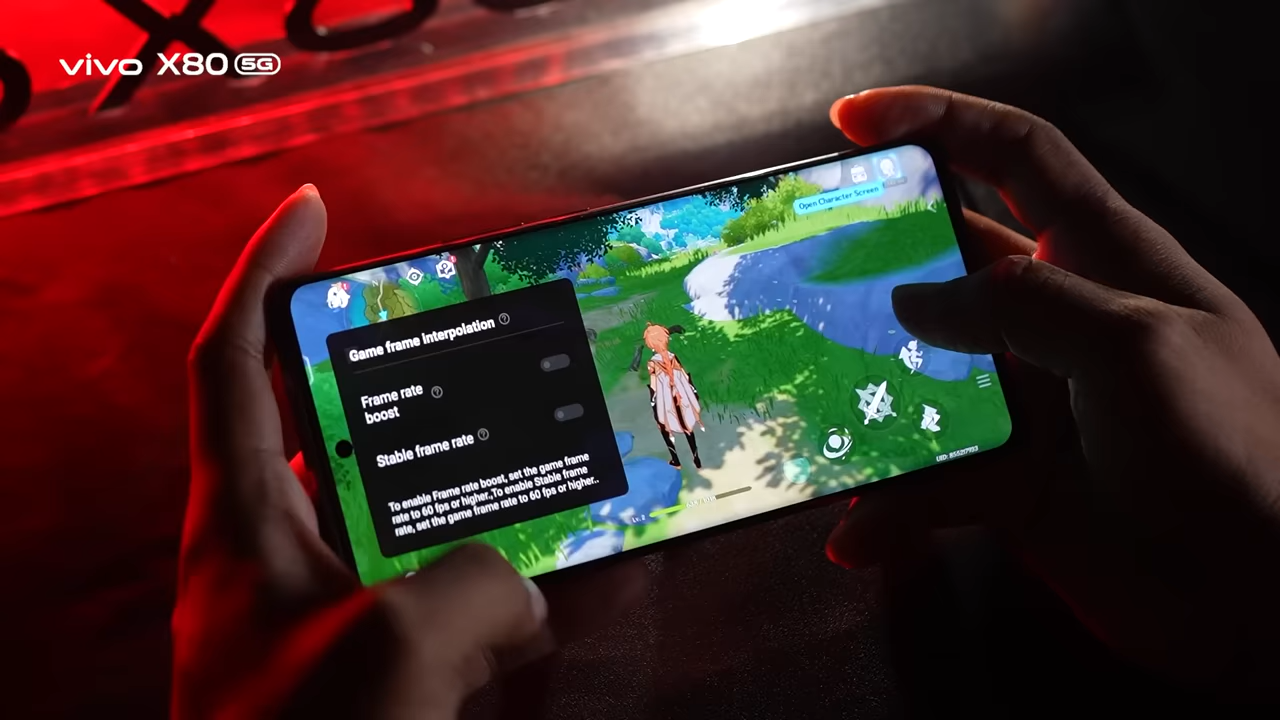 vivo X80 5G
Open Character Screen
Game frame interpolation
Frame rate
boost
Stable frame rate
To enable Frame rate boost, set the game frame
rate to 60 fps or higher.,To enable Stable frame
rate, set the game frame rate to 60 fps or higher..
Lv. 2